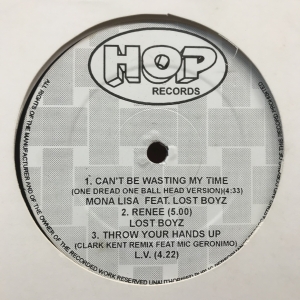 HOP
RECORDS
1. CAN'T BE WASTING MY TIME
(ONE DREAD ONE BALL HEAD VERSION)(4:33)
MONA LISA FEAT. LOST BOYZ
2. RENEE (5.00)
LOST BOYZ
3. THROW YOUR HANDS UP
(CLARK KENT REMIX FEAT MIC GERONIMO)
L.V. (4.22)
ALL RIGHTS OF THE MANUFACTURER AND OF THE OWNER OF THE RECORDED WORK RESERVED